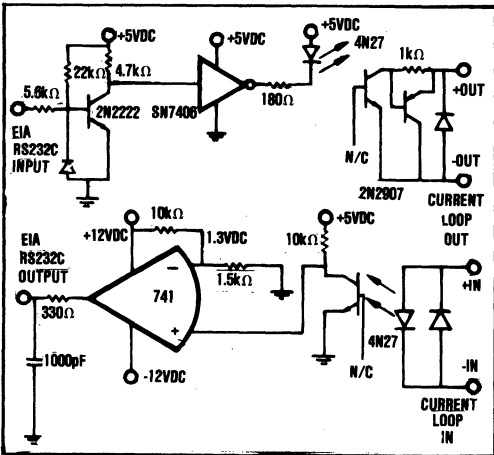 +5VDC
+5VDC
+5VDC
4N27
22kΩ
4.7kΩ
5.6kΩ
2N2222
SN7406
180Ω
1kΩ
+OUT
-OUT
N/C
2N2907
CURRENT
LOOP
OUT
EIA
RS232C
INPUT
10kΩ
+12VDC
1.3VDC
+5VDC
10kΩ
EIA
RS232C
OUTPUT
741
1.5kΩ
330Ω
1000pF
-12VDC
4N27
N/C
+IN
-IN
CURRENT
LOOP
IN